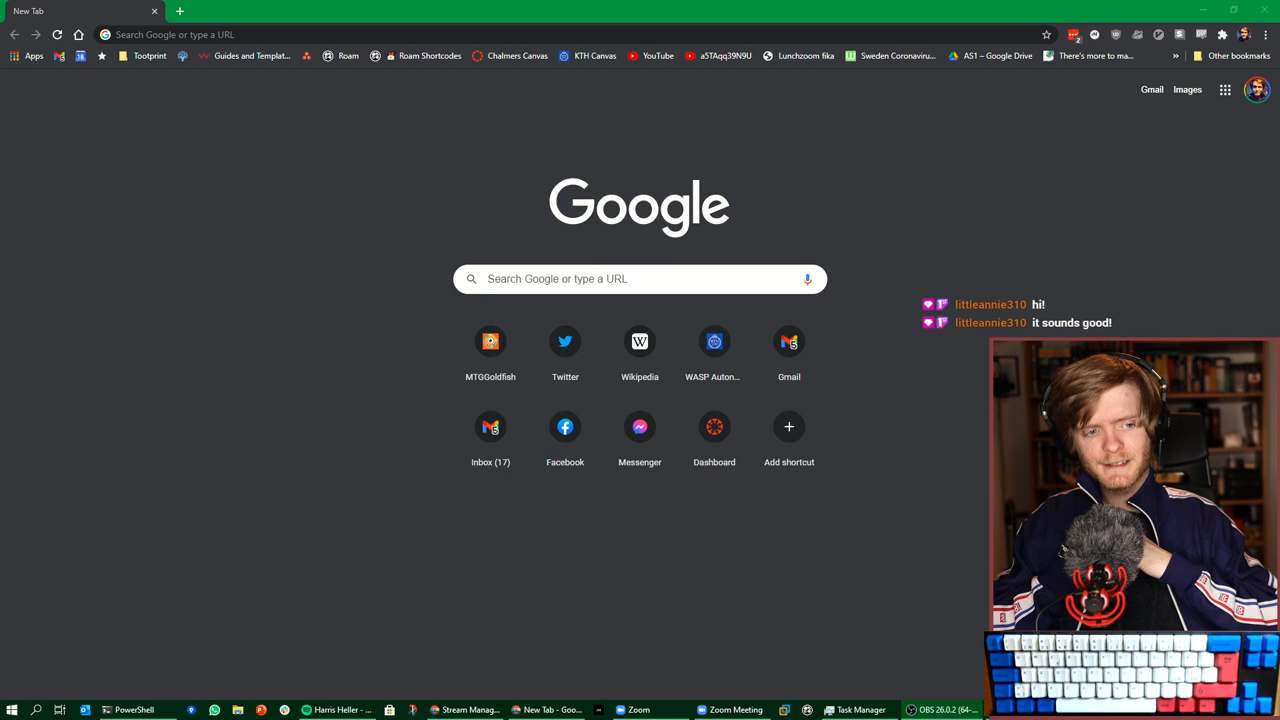 New Tab
Search Google or type a URL
2
Apps
18
Totprint
Guides and Templat...
Roam
Roam Shortcodes
Chalmers Canvas
KTH Canvas
YouTube
a5TAqq39N9U
Lunchzoom fika
Sweden Coronaviru...
AS1 – Google Drive
There's more to ma...
»
Other bookmarks
Gmail
Images
Google
Search Google or type a URL
littleannie310 hi!
littleannie310 it sounds good!
MTGGoldfish
Twitter
Wikipedia
WASP Auton...
Gmail
Inbox (17)
Facebook
Messenger
Dashboard
Add shortcut
PowerShell
Harris Heller - ...
Stream Manag...
New Tab - Goo...
Zoom
Zoom Meeting
Task Manager
OBS 26.0.2 (64-...